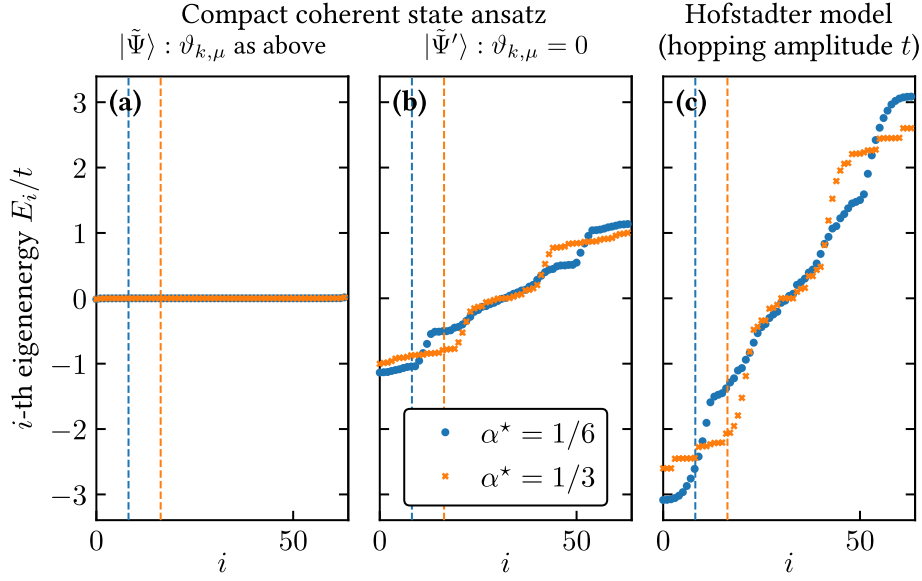 Compact coherent state ansatz
Hofstadter model
|Ψ̃⟩ : ϑ_{k,μ} as above
|Ψ̃′⟩ : ϑ_{k,μ} = 0
(hopping amplitude t)
(a)
(b)
(c)
3
2
1
0
−1
−2
−3
i-th eigenenergy E_i/t
α⋆ = 1/6
α⋆ = 1/3
0
50
0
50
0
50
i
i
i